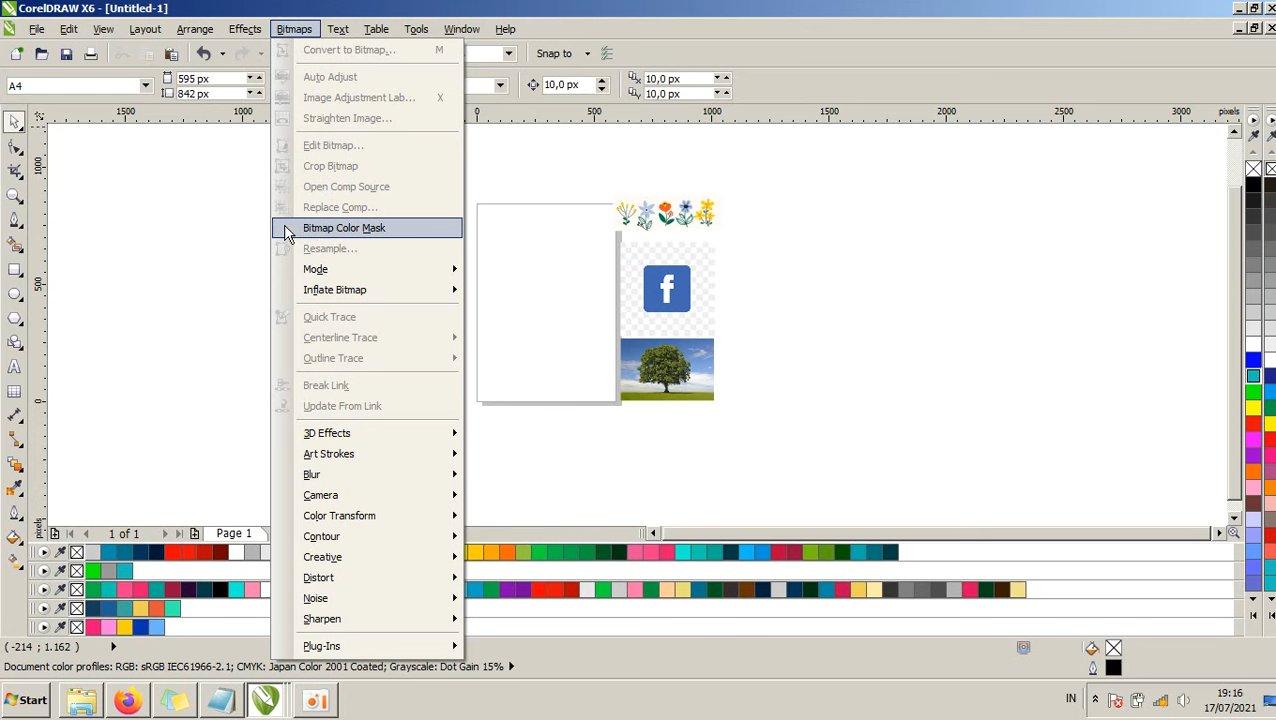 CorelDRAW X6 - [Untitled-1]
File Edit View Layout Arrange Effects Bitmaps Text Table Tools Window Help
Snap to
A4
595 px
842 px
10,0 px
10,0 px
10,0 px
1500 1000 0 500 1000 1500 2000 2500 3000 pixels
1000
500
0
pixels
Convert to Bitmap... M
Auto Adjust
Image Adjustment Lab... X
Straighten Image...
Edit Bitmap...
Crop Bitmap
Open Comp Source
Replace Comp...
Bitmap Color Mask
Resample...
Mode
Inflate Bitmap
Quick Trace
Centerline Trace
Outline Trace
Break Link
Update From Link
3D Effects
Art Strokes
Blur
Camera
Color Transform
Contour
Creative
Distort
Noise
Sharpen
Plug-Ins
f
1 of 1
Page 1
(-214 ; 1.162 )
Document color profiles: RGB: sRGB IEC61966-2.1; CMYK: Japan Color 2001 Coated; Grayscale: Dot Gain 15%
Start
IN
19:16
17/07/2021